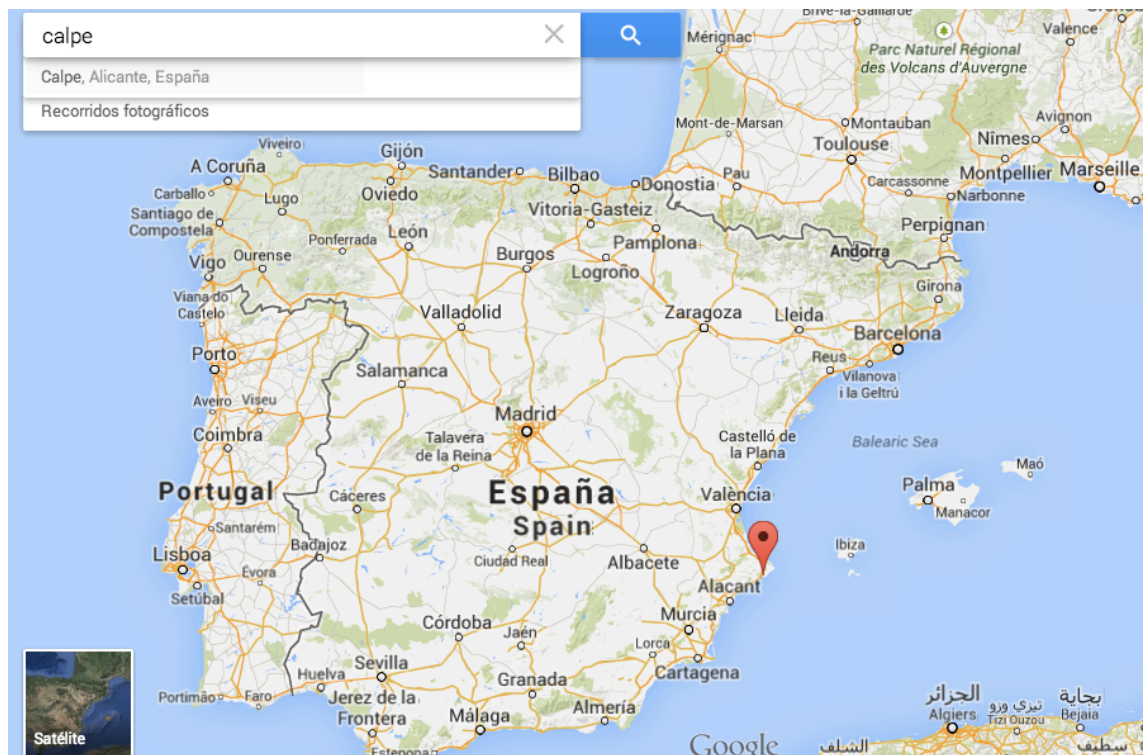 calpe
Calpe, Alicante, España
Recorridos fotográficos
Mérignac
Brive-la-Gaillarde
Valence
Parc Naturel Régional
des Volcans d'Auvergne
Mont-de-Marsan
Montauban
Avignon
Toulouse
Nîmes
Montpellier
Marseille
Pau
Carcassonne
Narbonne
Perpignan
Viveiro
A Coruña
Gijón
Santander
Bilbao
Donostia
Carballo
Lugo
Oviedo
Vitoria-Gasteiz
Santiago de
Compostela
Ponferrada
León
Pamplona
Andorra
Vigo
Ourense
Burgos
Logroño
Girona
Viana do
Castelo
Valladolid
Zaragoza
Lleida
Barcelona
Porto
Salamanca
Reus
Vilanova
i la Geltrú
Aveiro
Viseu
Madrid
Coimbra
Talavera
de la Reina
Castelló de
la Plana
Balearic Sea
Maó
Portugal
Cáceres
España
Spain
València
Palma
Manacor
Santarém
Lisboa
Badajoz
Ciudad Real
Albacete
Ibiza
Évora
Setúbal
Alacant
Córdoba
Jaén
Murcia
Lorca
Cartagena
Huelva
Sevilla
Granada
Portimão
Faro
Jerez de la
Frontera
Málaga
Almería
Estepona
الجزائر
Algiers
تيزي وزو
Tizi Ouzou
بجاية
Bejaia
الشلف
سطيف
Satélite
Google